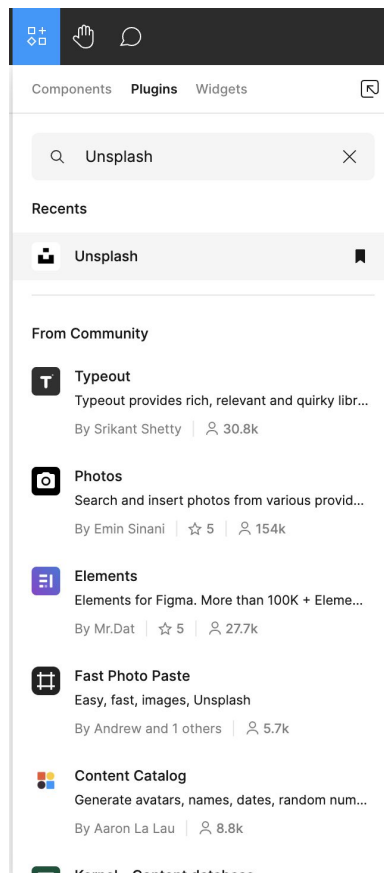 Components Plugins Widgets
Unsplash
Recents
Unsplash
From Community
Typeout
Typeout provides rich, relevant and quirky libr...
By Srikant Shetty 30.8k
Photos
Search and insert photos from various provid...
By Emin Sinani 5 154k
Elements
Elements for Figma. More than 100K + Eleme...
By Mr.Dat 5 27.7k
Fast Photo Paste
Easy, fast, images, Unsplash
By Andrew and 1 others 5.7k
Content Catalog
Generate avatars, names, dates, random num...
By Aaron La Lau 8.8k